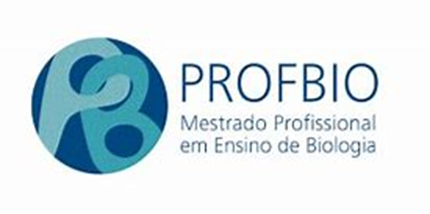 PROFBIO
Mestrado Profissional
em Ensino de Biologia